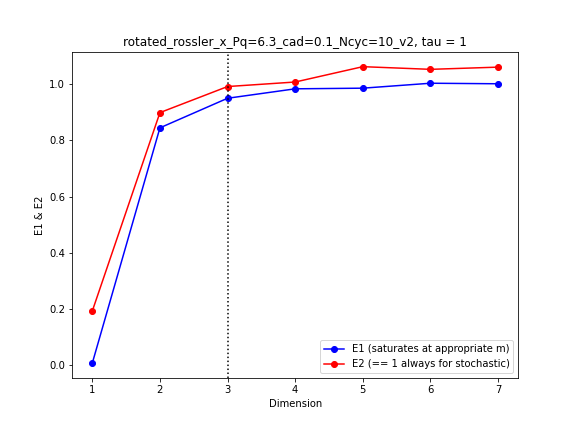 rotated_rossler_x_Pq=6.3_cad=0.1_Ncyc=10_v2, tau = 1
E1 & E2
1.0
0.8
0.6
0.4
0.2
0.0
E1 (saturates at appropriate m)
E2 (== 1 always for stochastic)
1 2 3 4 5 6 7
Dimension